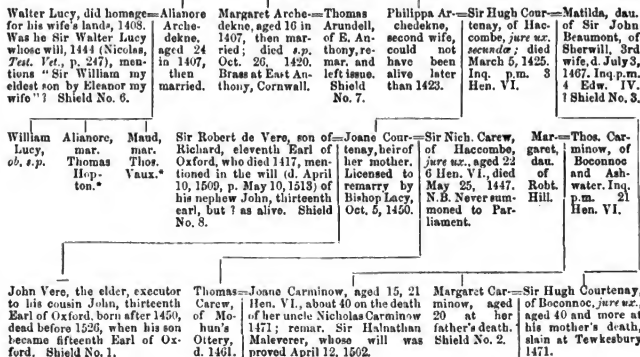 Walter Lucy, did homage=Alianore
for his wife's lands, 1408.
Was he Sir Walter Lucy
whose will, 1444 (Nicolas,
Test. Vet., p. 247), men-
tions "Sir William my
eldest son by Eleanor my
wife"? Shield No. 6.
Arche-
dekne,
aged 24
in 1407,
then
married.
Margaret Arche-=Thomas
dekne, aged 16 in
1407, then mar-
ried; died s.p.
Oct. 26, 1420.
Brass at East An-
thony, Cornwall.
Arundell,
of E. An-
thony, re-
mar. and
left issue.
Shield
No. 7.
Philippa Ar-=Sir Hugh Cour-=Matilda, dau.
chedekne,
second wife,
could not
have been
alive later
than 1423.
tenay, of Hac-
combe, jure ux.
secundæ; died
March 5, 1425.
Inq. p.m. 3
Hen. VI.
of Sir John
Beaumont, of
Sherwill, 3rd
wife, d. July 3,
1467. Inq. p.m.
4 Edw. IV.
? Shield No. 3.
William
Lucy,
ob. s.p.
Alianore,
mar.
Thomas
Hop-
ton.*
Maud,
mar.
Thos.
Vaux.*
Sir Robert de Vere, son of=Joane Cour-=Sir Nich. Carew,
Richard, eleventh Earl of
Oxford, who died 1417, men-
tioned in the will (d. April
10, 1509, p. May 10, 1513) of
his nephew John, thirteenth
earl, but ? as alive. Shield
No. 8.
tenay, heir of
her mother.
Licensed to
remarry by
Bishop Lacy,
Oct. 5, 1450.
of Haccombe,
jure ux., aged 22
6 Hen. VI., died
May 25, 1447.
N.B. Never sum-
moned to Par-
liament.
Mar-=Thos. Car-
garet,
dau.
of
Robt.
Hill.
minow, of
Boconnoc
and Ash-
water. Inq.
p.m. 21
Hen. VI.
John Vere, the elder, executor
to his cousin John, thirteenth
Earl of Oxford, born after 1450,
dead before 1526, when his son
became fifteenth Earl of Ox-
ford. Shield No. 1.
Thomas=Joane Carminow, aged 15, 21
Carew,
of Mo-
hun's
Ottery,
d. 1461.
Hen. VI., about 40 on the death
of her uncle Nicholas Carminow
1471; remar. Sir Halnathan
Maleverer, whose will was
proved April 12, 1502.
Margaret Car-=Sir Hugh Courtenay,
minow, aged
20 at her
father's death.
Shield No. 2.
of Boconnoc, jure ux.,
aged 40 and more at
his mother's death,
slain at Tewkesbury,
1471.